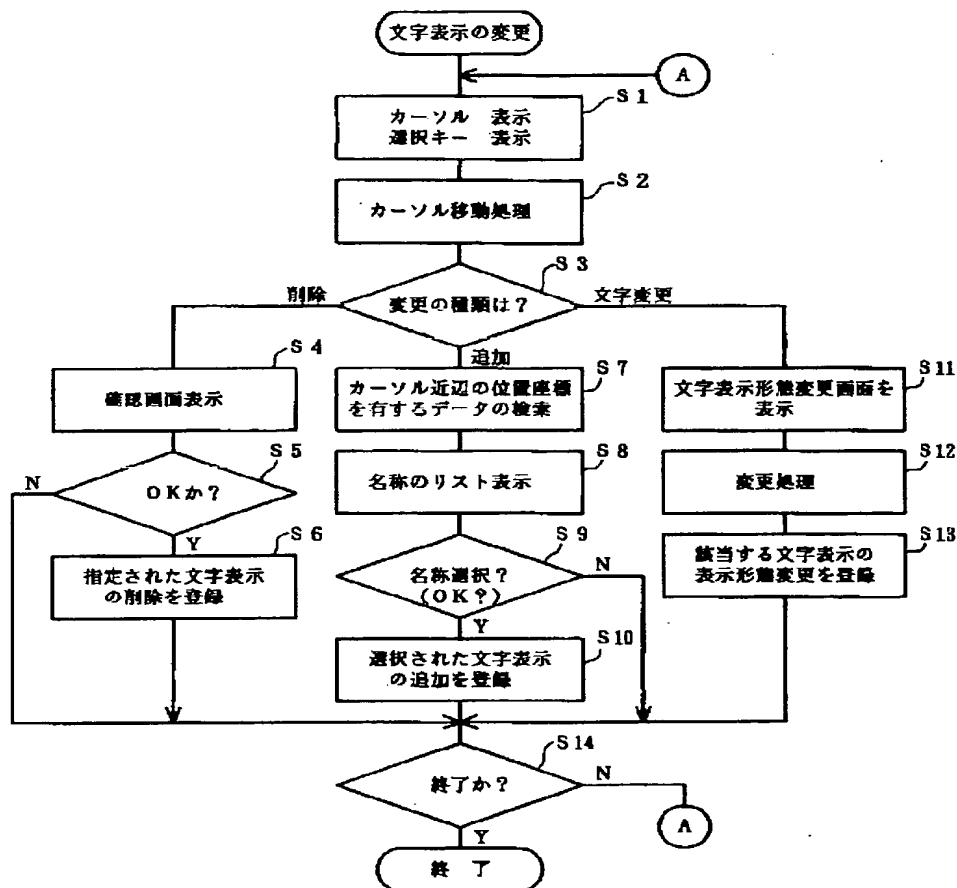 文字表示の変更
A
S1
カーソル 表示
選択キー 表示
S2
カーソル移動処理
S3
変更の種類は?
削除
文字変更
追加
S4
確認画面表示
S5
OKか?
N
Y
S6
指定された文字表示
の削除を登録
S7
カーソル近辺の位置座標
を有するデータの検索
S8
名称のリスト表示
S9
名称選択?
(OK?)
N
Y
S10
選択された文字表示
の追加を登録
S11
文字表示形態変更画面を
表示
S12
変更処理
S13
該当する文字表示の
表示形態変更を登録
S14
終了か?
N
A
Y
終 了